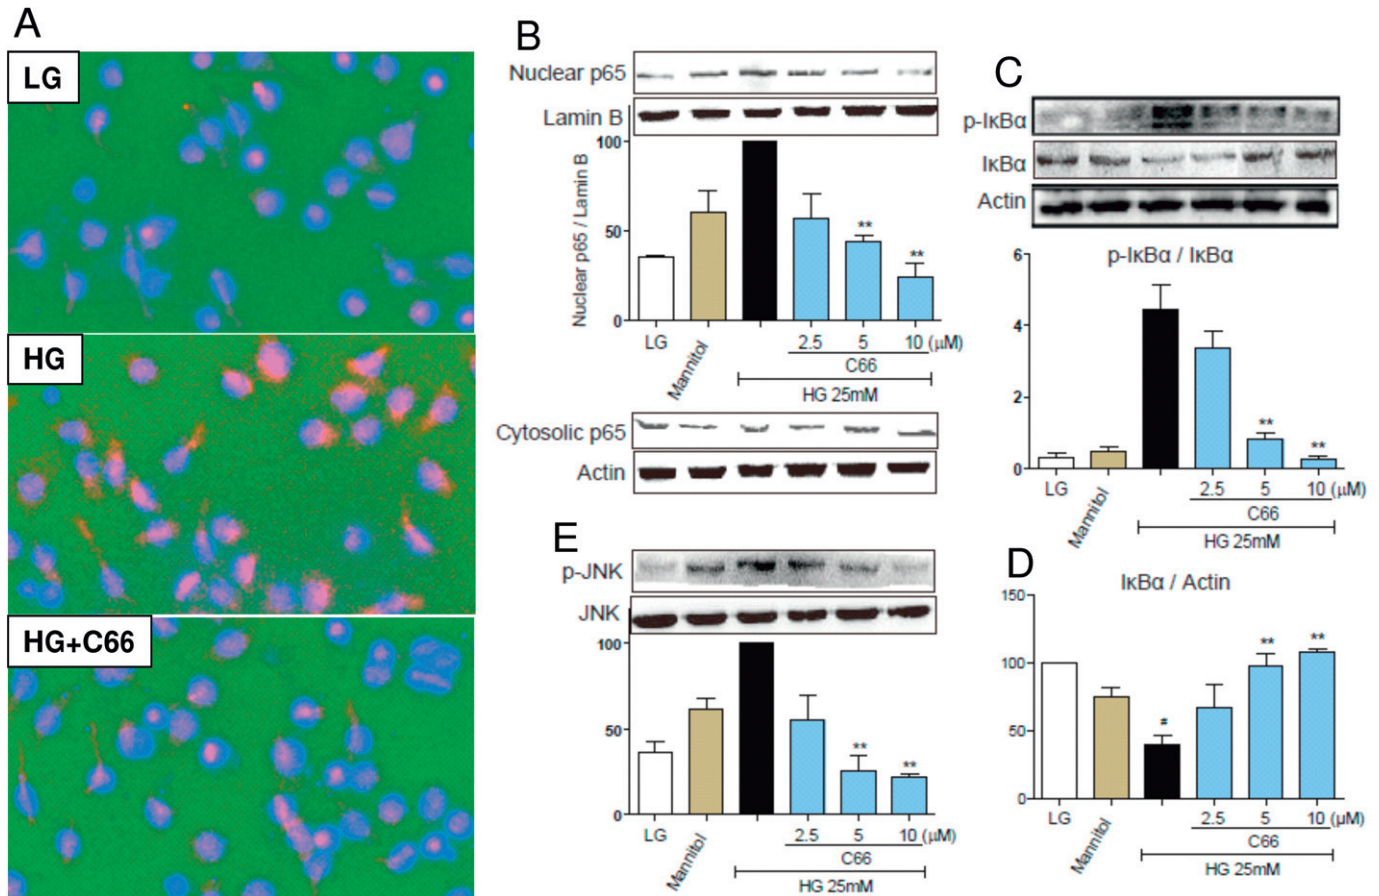 A
LG
HG
HG+C66
B
Nuclear p65
Lamin B
Nuclear p65 / Lamin B
100
50
0
**
**
LG
Mannitol
2.5 5 10 (μM)
C66
HG 25mM
Cytosolic p65
Actin
C
p-IκBα
IκBα
Actin
p-IκBα / IκBα
6
4
2
0
**
**
LG
Mannitol
2.5 5 10 (μM)
C66
HG 25mM
D
IκBα / Actin
150
100
50
0
#
**
**
LG
Mannitol
2.5 5 10 (μM)
C66
HG 25mM
E
p-JNK
JNK
100
50
0
**
**
LG
Mannitol
2.5 5 10 (μM)
C66
HG 25mM